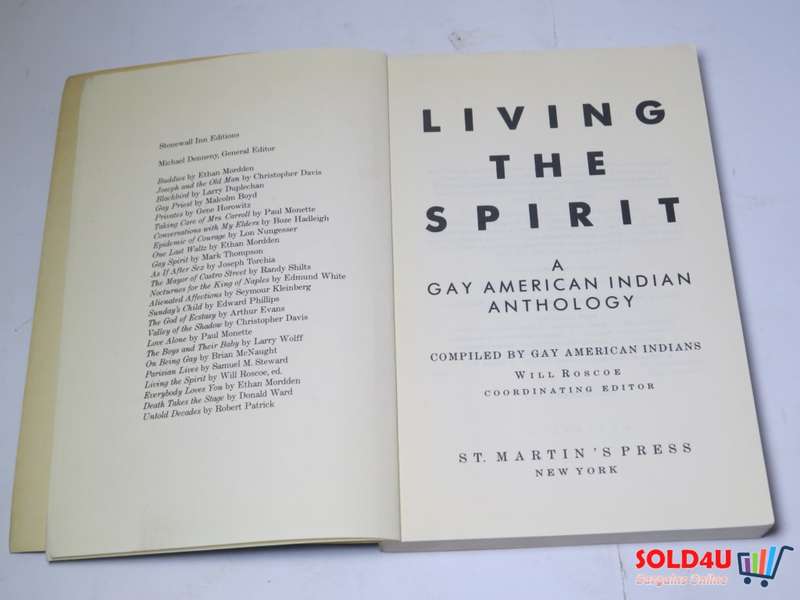 Stonewall Inn Editions
Michael Denneny, General Editor
Buddies by Ethan Mordden
Joseph and the Old Man by Christopher Davis
Blackbird by Larry Duplechan
Gay Priest by Malcolm Boyd
Privates by Gene Horowitz
Taking Care of Mrs. Carroll by Paul Monette
Conversations with My Elders by Boze Hadleigh
Epidemic of Courage by Lon Nungesser
One Last Waltz by Ethan Mordden
Gay Spirit by Mark Thompson
As If After Sex by Joseph Torchia
The Mayor of Castro Street by Randy Shilts
Nocturnes for the King of Naples by Edmund White
Alienated Affections by Seymour Kleinberg
Sunday's Child by Edward Phillips
The God of Ecstasy by Arthur Evans
Valley of the Shadow by Christopher Davis
Love Alone by Paul Monette
The Boys and Their Baby by Larry Wolff
On Being Gay by Brian McNaught
Parisian Lives by Samuel M. Steward
Living the Spirit by Will Roscoe, ed.
Everybody Loves You by Ethan Mordden
Death Takes the Stage by Donald Ward
Untold Decades by Robert Patrick
LIVING
THE
SPIRIT
A
GAY AMERICAN INDIAN
ANTHOLOGY
COMPILED BY GAY AMERICAN INDIANS
WILL ROSCOE
COORDINATING EDITOR
ST. MARTIN'S PRESS
NEW YORK
SOLD4U
Bargains Online